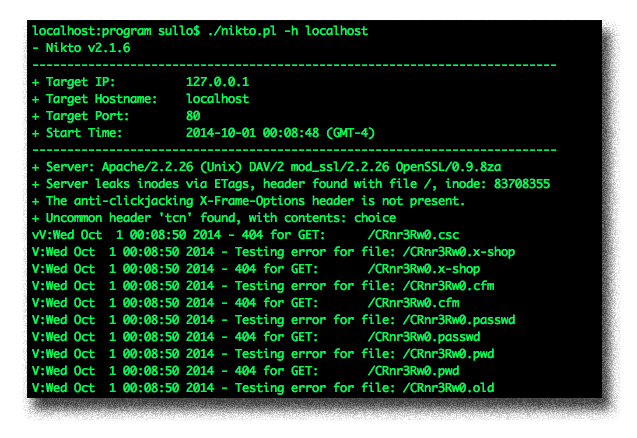 localhost:program sullo$ ./nikto.pl -h localhost
- Nikto v2.1.6
---------------------------------------------------------------------------
+ Target IP:          127.0.0.1
+ Target Hostname:    localhost
+ Target Port:        80
+ Start Time:         2014-10-01 00:08:48 (GMT-4)
---------------------------------------------------------------------------
+ Server: Apache/2.2.26 (Unix) DAV/2 mod_ssl/2.2.26 OpenSSL/0.9.8za
+ Server leaks inodes via ETags, header found with file /, inode: 83708355
+ The anti-clickjacking X-Frame-Options header is not present.
+ Uncommon header 'tcn' found, with contents: choice
vV:Wed Oct  1 00:08:50 2014 - 404 for GET:       /CRnr3Rw0.csc
V:Wed Oct  1 00:08:50 2014 - Testing error for file: /CRnr3Rw0.x-shop
V:Wed Oct  1 00:08:50 2014 - 404 for GET:       /CRnr3Rw0.x-shop
V:Wed Oct  1 00:08:50 2014 - Testing error for file: /CRnr3Rw0.cfm
V:Wed Oct  1 00:08:50 2014 - 404 for GET:       /CRnr3Rw0.cfm
V:Wed Oct  1 00:08:50 2014 - Testing error for file: /CRnr3Rw0.passwd
V:Wed Oct  1 00:08:50 2014 - 404 for GET:       /CRnr3Rw0.passwd
V:Wed Oct  1 00:08:50 2014 - Testing error for file: /CRnr3Rw0.pwd
V:Wed Oct  1 00:08:50 2014 - 404 for GET:       /CRnr3Rw0.pwd
V:Wed Oct  1 00:08:50 2014 - Testing error for file: /CRnr3Rw0.old